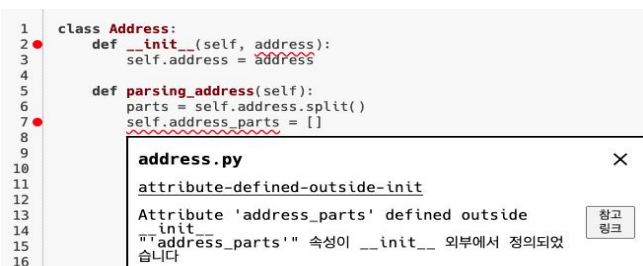 1 class Address:
2 def __init__(self, address):
3 self.address = address
4
5 def parsing_address(self):
6 parts = self.address.split()
7 self.address_parts = []
8
9
10
11
12
13
14
15
16
address.py ×
attribute-defined-outside-init
Attribute 'address_parts' defined outside
__init__
"'address_parts'" 속성이 __init__ 외부에서 정의되었
습니다
참고
링크